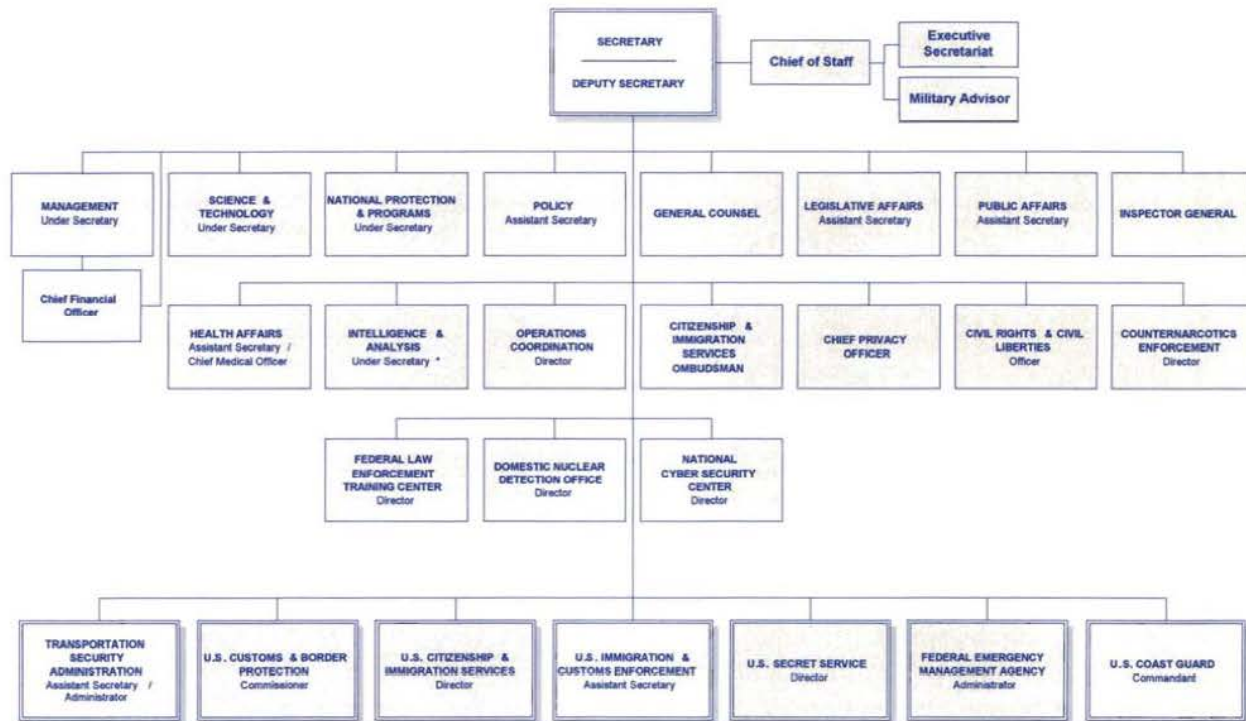 SECRETARY
DEPUTY SECRETARY
Chief of Staff
Executive
Secretariat
Military Advisor
MANAGEMENT
Under Secretary
SCIENCE &
TECHNOLOGY
Under Secretary
NATIONAL PROTECTION
& PROGRAMS
Under Secretary
POLICY
Assistant Secretary
GENERAL COUNSEL
LEGISLATIVE AFFAIRS
Assistant Secretary
PUBLIC AFFAIRS
Assistant Secretary
INSPECTOR GENERAL
Chief Financial
Officer
HEALTH AFFAIRS
Assistant Secretary /
Chief Medical Officer
INTELLIGENCE &
ANALYSIS
Under Secretary *
OPERATIONS
COORDINATION
Director
CITIZENSHIP &
IMMIGRATION
SERVICES
OMBUDSMAN
CHIEF PRIVACY
OFFICER
CIVIL RIGHTS & CIVIL
LIBERTIES
Officer
COUNTERNARCOTICS
ENFORCEMENT
Director
FEDERAL LAW
ENFORCEMENT
TRAINING CENTER
Director
DOMESTIC NUCLEAR
DETECTION OFFICE
Director
NATIONAL
CYBER SECURITY
CENTER
Director
TRANSPORTATION
SECURITY
ADMINISTRATION
Assistant Secretary /
Administrator
U.S. CUSTOMS & BORDER
PROTECTION
Commissioner
U.S. CITIZENSHIP &
IMMIGRATION SERVICES
Director
U.S. IMMIGRATION &
CUSTOMS ENFORCEMENT
Assistant Secretary
U.S. SECRET SERVICE
Director
FEDERAL EMERGENCY
MANAGEMENT AGENCY
Administrator
U.S. COAST GUARD
Commandant